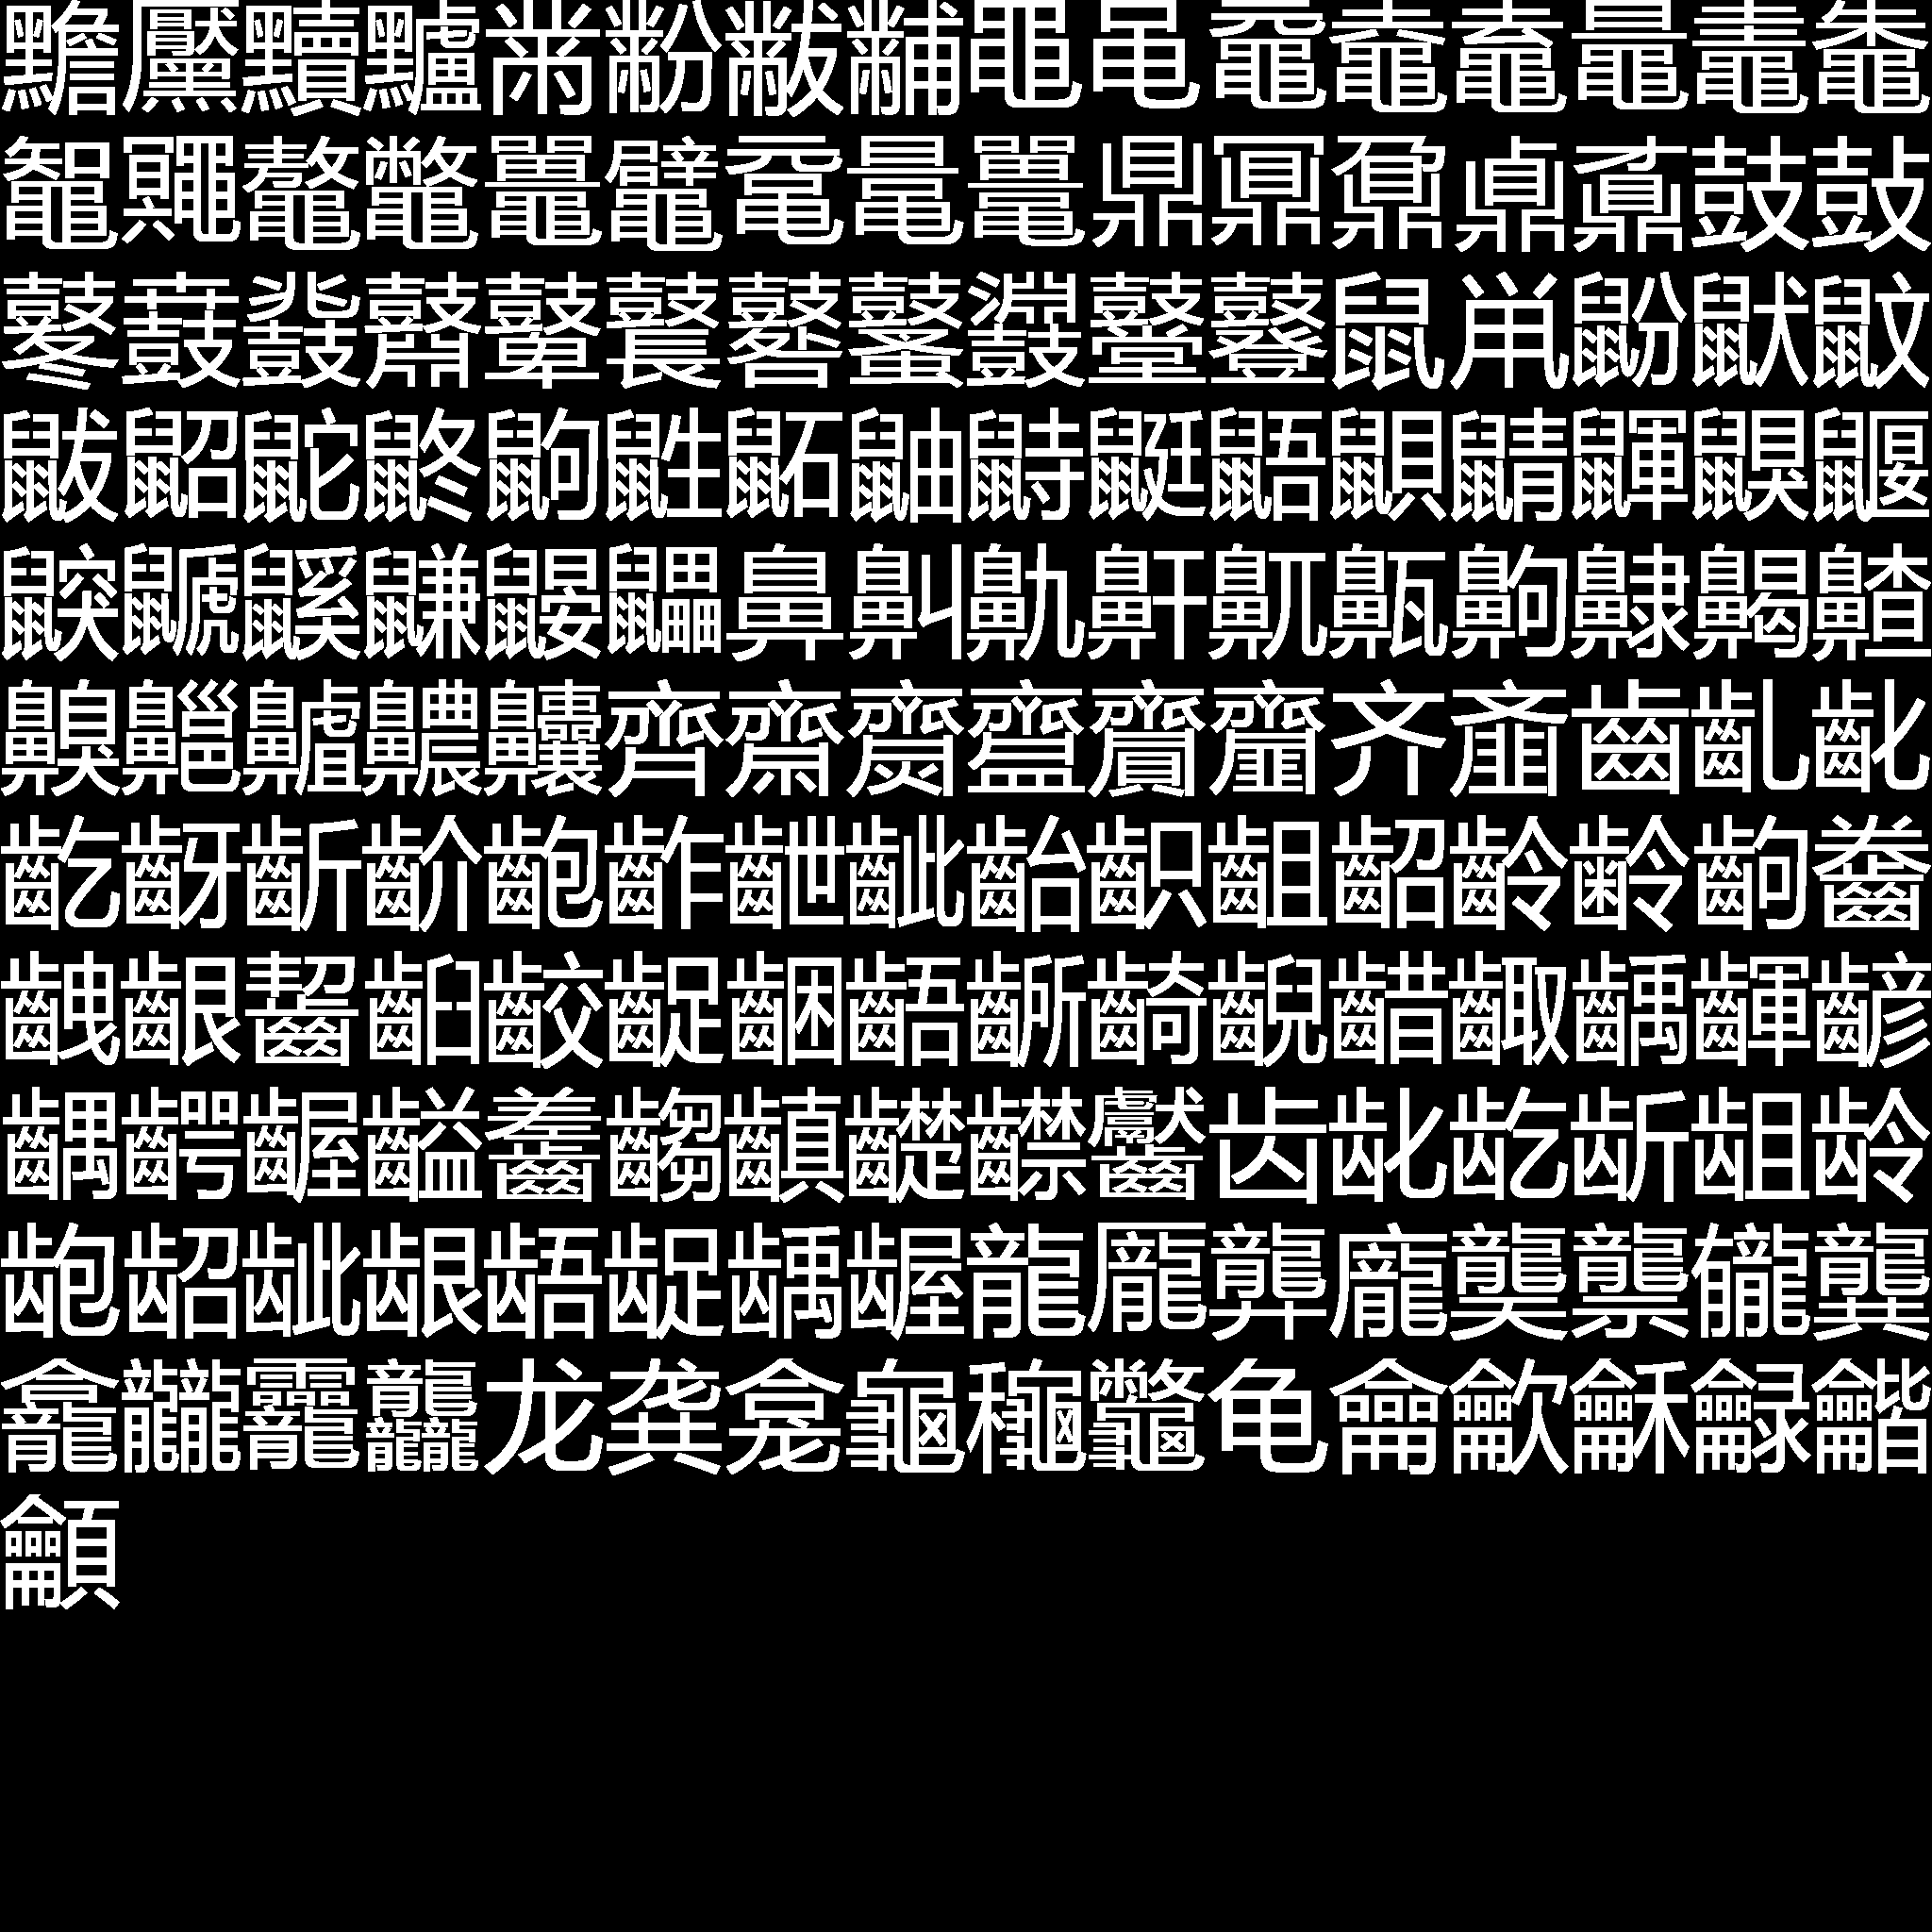 黵黶黷黸黹黺黻黼黽黾黿鼀鼁鼂鼃鼄
鼅鼆鼇鼈鼉鼊鼋鼌鼍鼎鼏鼐鼑鼒鼓鼔
鼕鼖鼗鼘鼙鼚鼛鼜鼝鼞鼟鼠鼡鼢鼣鼤
鼥鼦鼧鼨鼩鼪鼫鼬鼭鼮鼯鼰鼱鼲鼳鼴
鼵鼶鼷鼸鼹鼺鼻鼼鼽鼾鼿齀齁齂齃齄
齅齆齇齈齉齊齋齌齍齎齏齐齑齒齓齔
齕齖齗齘齙齚齛齜齝齞齟齠齡齢齣齤
齥齦齧齨齩齪齫齬齭齮齯齰齱齲齳齴
齵齶齷齸齹齺齻齼齽齾齿龀龁龂龃龄
龅龆龇龈龉龊龋龌龍龎龏龐龑龒龓龔
龕龖龗龘龙龚龛龜龝龞龟龠龡龢龣龤
龥